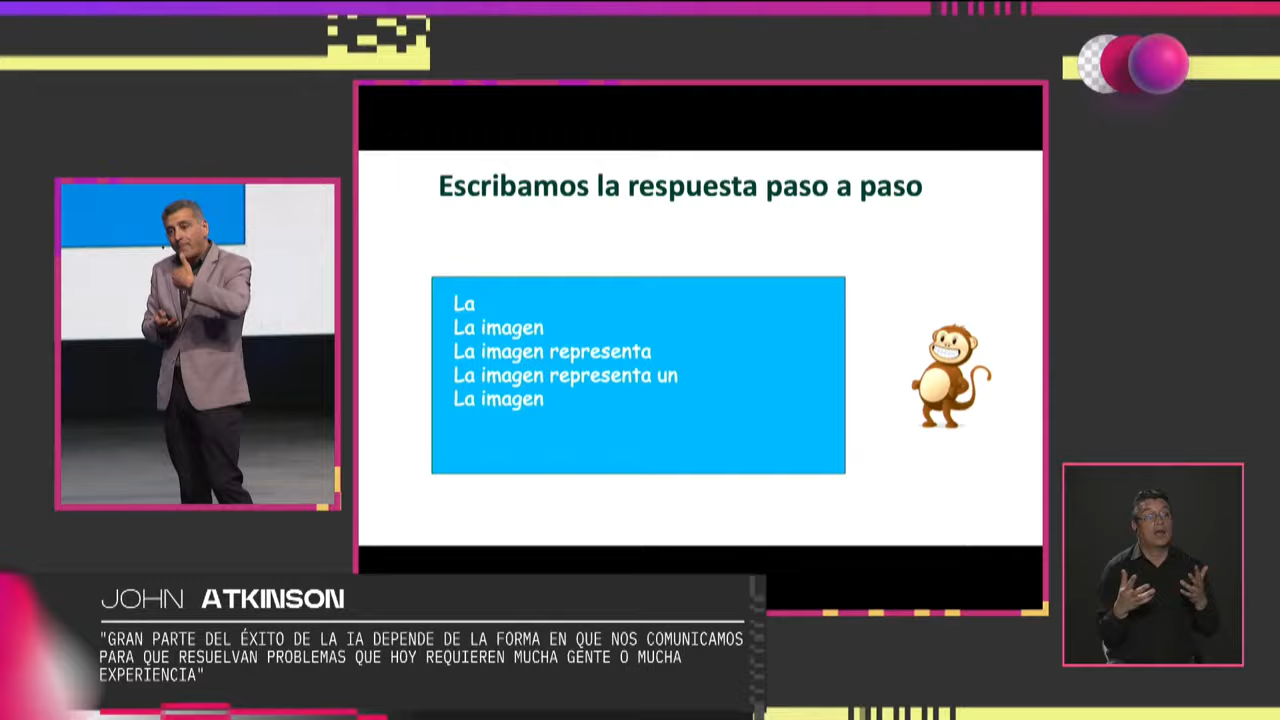 Escribamos la respuesta paso a paso
La
La imagen
La imagen representa
La imagen representa un
La imagen
JOHN ATKINSON
"GRAN PARTE DEL ÉXITO DE LA IA DEPENDE DE LA FORMA EN QUE NOS COMUNICAMOS
PARA QUE RESUELVAN PROBLEMAS QUE HOY REQUIEREN MUCHA GENTE O MUCHA
EXPERIENCIA"